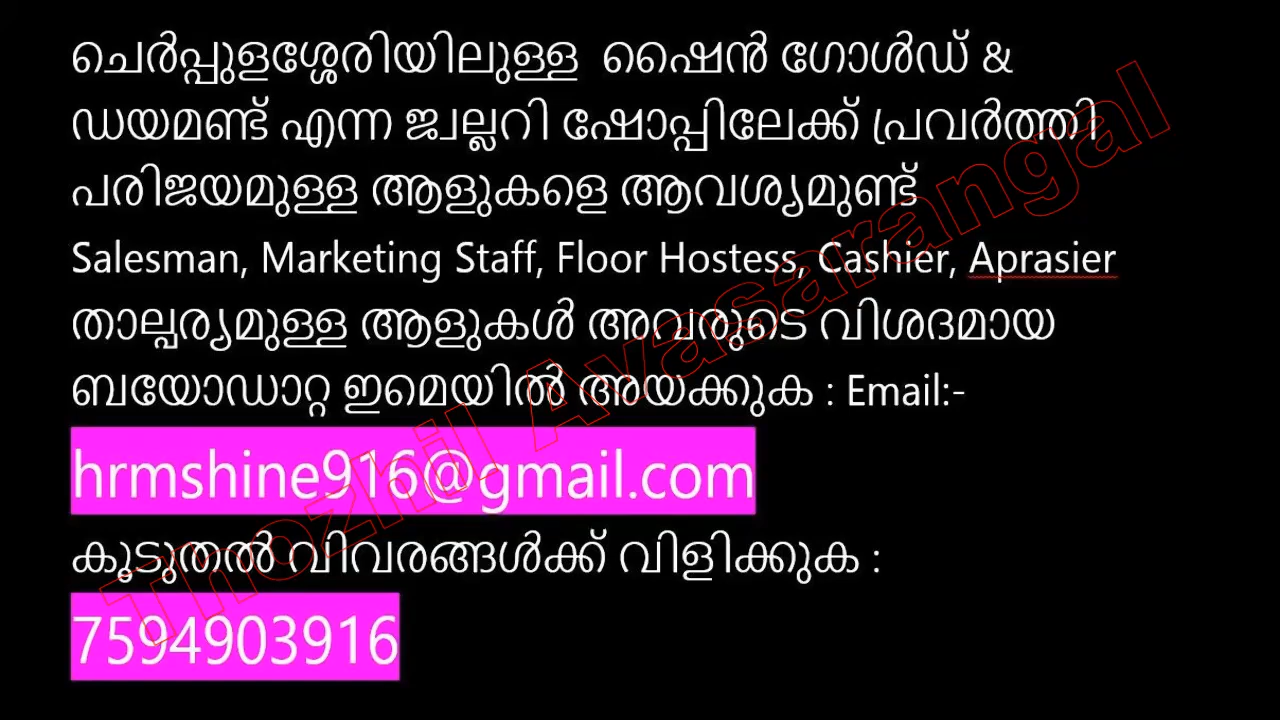 ചെർപ്പുളശ്ശേരിയിലുള്ള ഷൈൻ ഗോൾഡ് &
ഡയമണ്ട് എന്ന ജ്വല്ലറി ഷോപ്പിലേക്ക് പ്രവർത്തി
പരിജയമുള്ള ആളുകളെ ആവശ്യമുണ്ട്
Salesman, Marketing Staff, Floor Hostess, Cashier, Aprasier
താല്പര്യമുള്ള ആളുകൾ അവരുടെ വിശദമായ
ബയോഡാറ്റ ഇമെയിൽ അയക്കുക : Email:-
hrmshine916@gmail.com
കൂടുതൽ വിവരങ്ങൾക്ക് വിളിക്കുക :
7594903916
Thozhil Avasarangal